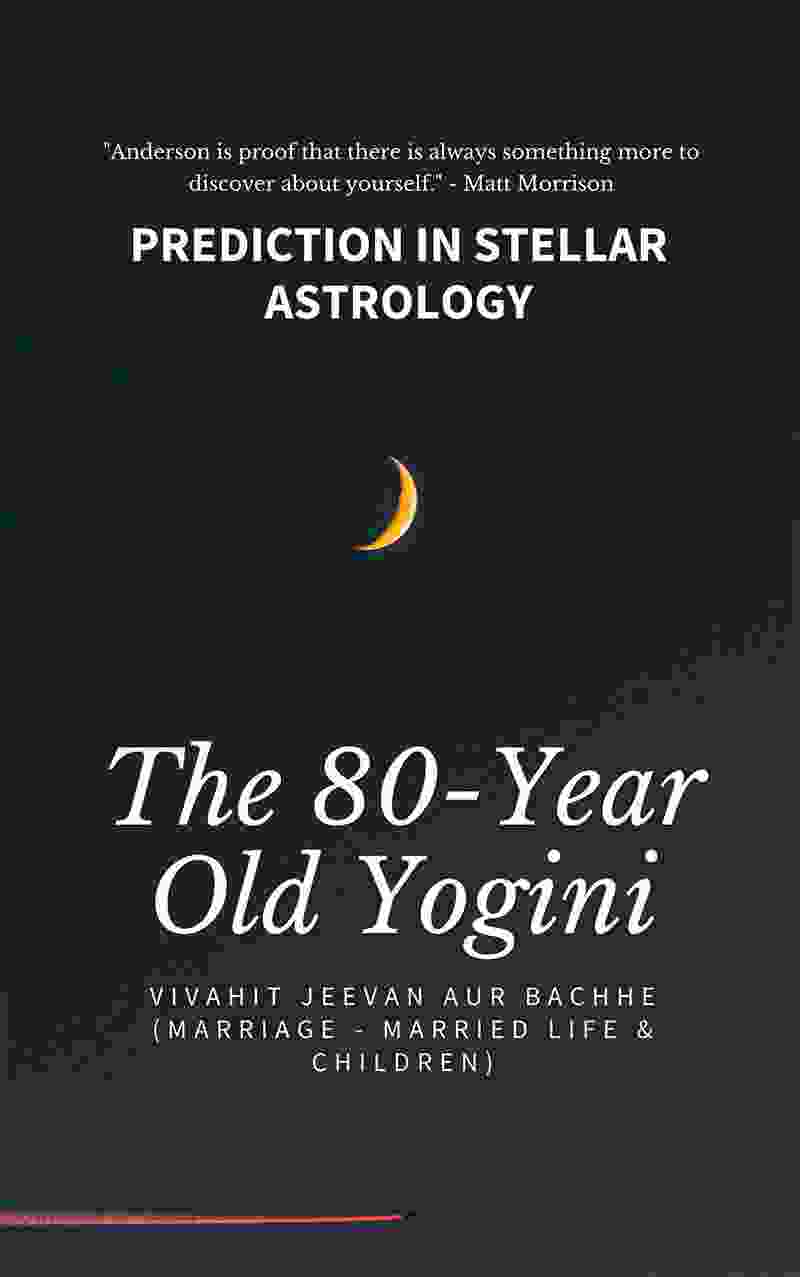 "Anderson is proof that there is always something more to
discover about yourself." - Matt Morrison
PREDICTION IN STELLAR
ASTROLOGY
The 80-Year
Old Yogini
VIVAHIT JEEVAN AUR BACHHE
(MARRIAGE - MARRIED LIFE &
CHILDREN)